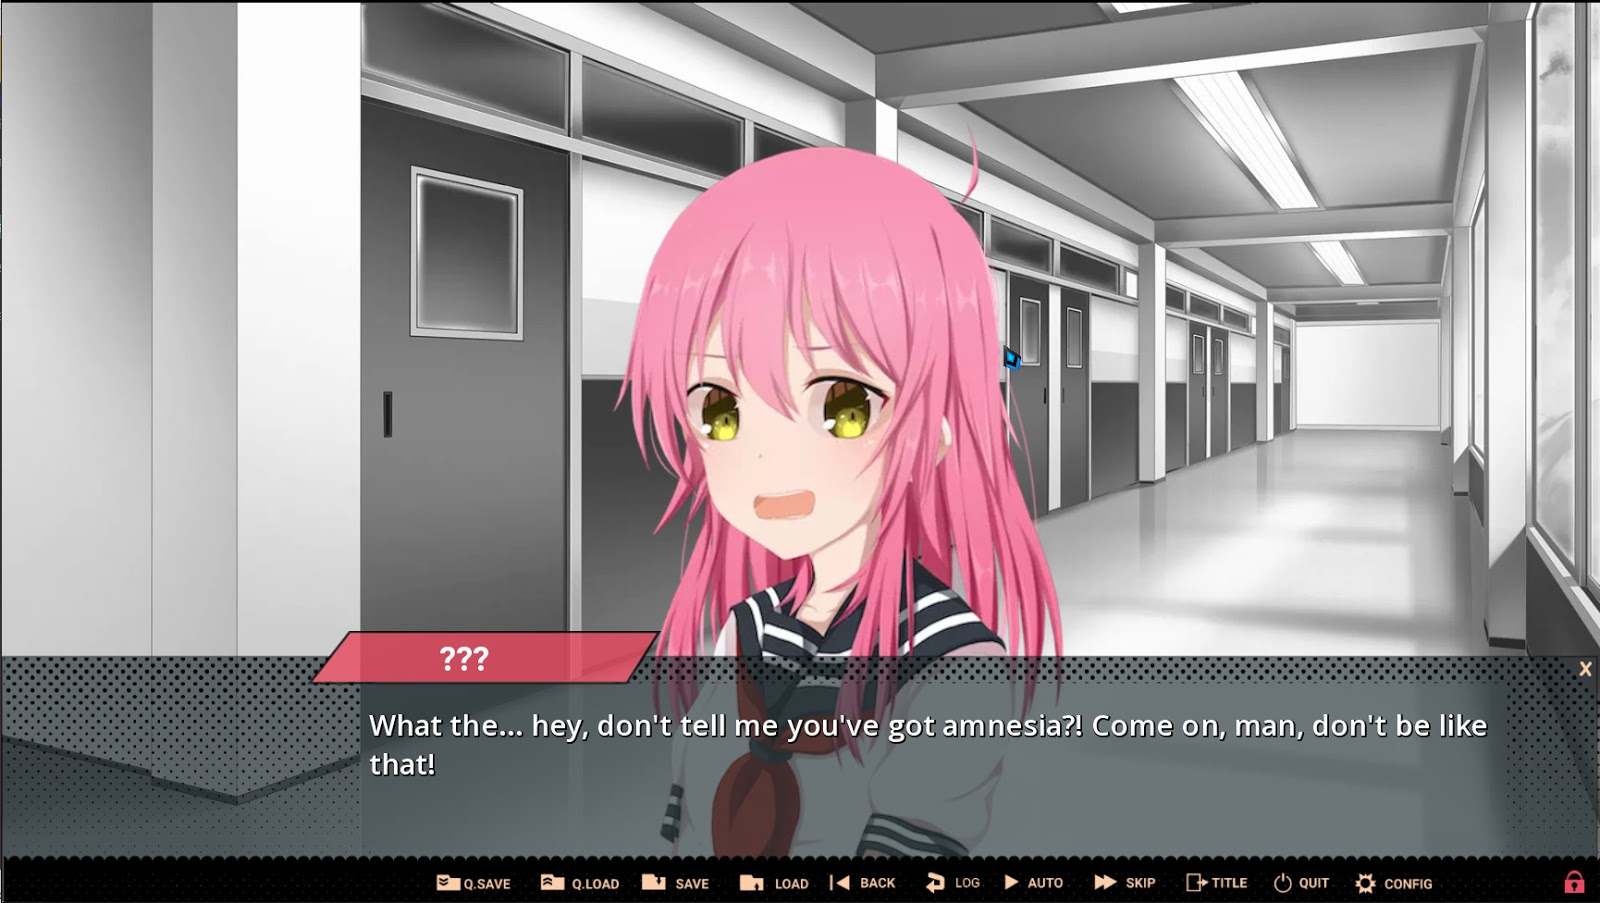 ???
What the... hey, don't tell me you've got amnesia?! Come on, man, don't be like
that!
X
Q.SAVE Q.LOAD SAVE LOAD BACK LOG AUTO SKIP TITLE QUIT CONFIG